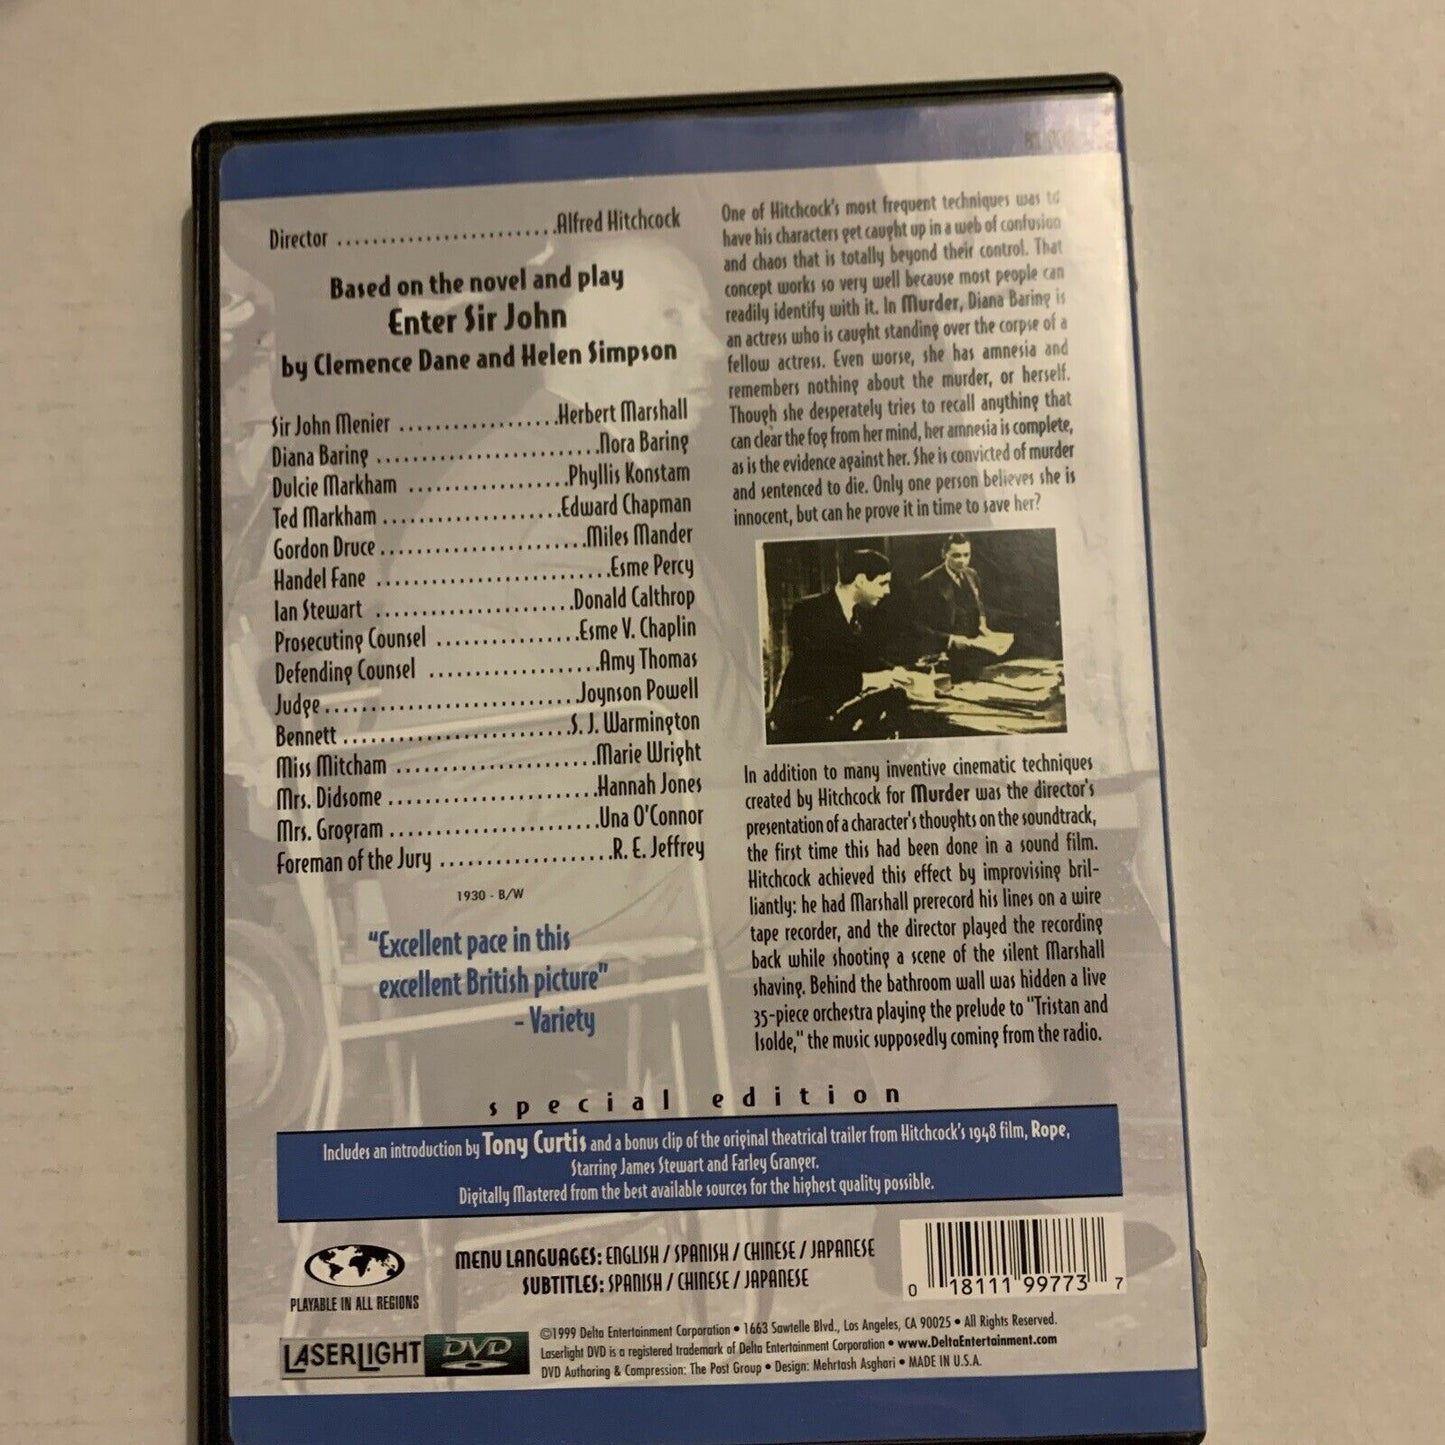 Director .........................Alfred Hitchcock
Based on the novel and play
Enter Sir John
by Clemence Dane and Helen Simpson
Sir John Menier ..................Herbert Marshall
Diana Baring .........................Nora Baring
Dulcie Markham ..................Phyllis Konstam
Ted Markham....................Edward Chapman
Gordon Druce.......................Miles Mander
Handel Fane ..........................Esme Percy
Ian Stewart ......................Donald Calthrop
Prosecuting Counsel ................Esme V. Chaplin
Defending Counsel ...................Amy Thomas
Judge.............................Joynson Powell
Bennett..........................S. J. Warmington
Miss Mitcham .......................Marie Wright
Mrs. Didsome........................Hannah Jones
Mrs. Grogram ........................Una O'Connor
Foreman of the Jury ....................R. E. Jeffrey
1930 - B/W
“Excellent pace in this
excellent British picture”
- Variety
One of Hitchcock's most frequent techniques was to
have his characters get caught up in a web of confusion
and chaos that is totally beyond their control. That
concept works so very well because most people can
readily identify with it. In Murder, Diana Baring is
an actress who is caught standing over the corpse of a
fellow actress. Even worse, she has amnesia and
remembers nothing about the murder, or herself.
Though she desperately tries to recall anything that
can clear the fog from her mind, her amnesia is complete,
as is the evidence against her. She is convicted of murder
and sentenced to die. Only one person believes she is
innocent, but can he prove it in time to save her?
In addition to many inventive cinematic techniques
created by Hitchcock for Murder was the director's
presentation of a character's thoughts on the soundtrack,
the first time this had been done in a sound film.
Hitchcock achieved this effect by improvising bril-
liantly: he had Marshall prerecord his lines on a wire
tape recorder, and the director played the recording
back while shooting a scene of the silent Marshall
shaving. Behind the bathroom wall was hidden a live
35-piece orchestra playing the prelude to "Tristan and
Isolde," the music supposedly coming from the radio.
special edition
Includes an introduction by Tony Curtis and a bonus clip of the original theatrical trailer from Hitchcock's 1948 film, Rope,
Starring James Stewart and Farley Granger.
Digitally Mastered from the best available sources for the highest quality possible.
PLAYABLE IN ALL REGIONS
MENU LANGUAGES: ENGLISH / SPANISH / CHINESE / JAPANESE
SUBTITLES: SPANISH / CHINESE / JAPANESE
0 18111 99773 7
LASERLIGHT DVD
©1999 Delta Entertainment Corporation • 1663 Sawtelle Blvd., Los Angeles, CA 90025 • All Rights Reserved.
Laserlight DVD is a registered trademark of Delta Entertainment Corporation • www.DeltaEntertainment.com
DVD Authoring & Compression: The Post Group • Design: Mehrtash Asghari • MADE IN U.S.A.